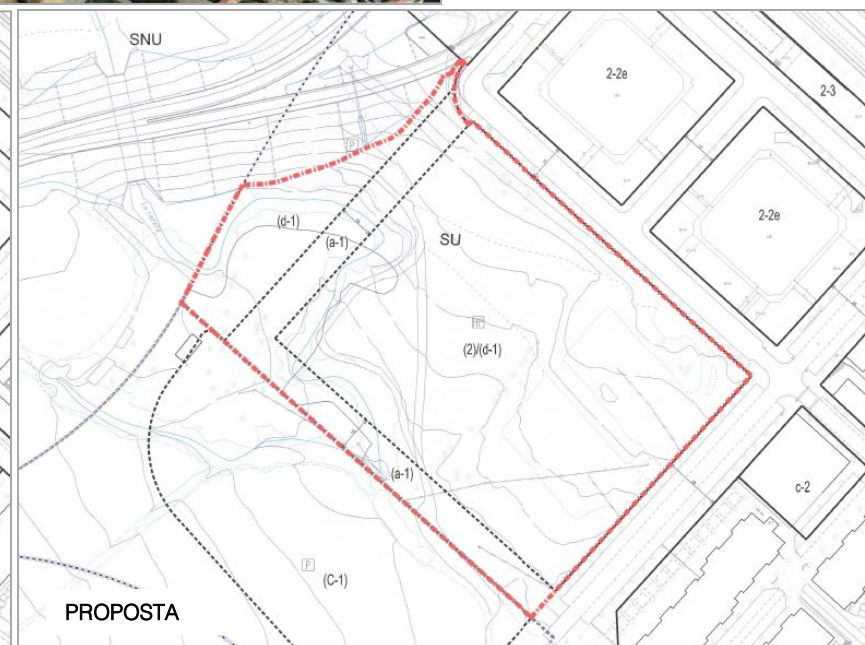 SNU
2-2e
2-3
2-2e
(d-1)
(a-1)
SU
P
(2)/(d-1)
(a-1)
c-2
P
(C-1)
PROPOSTA